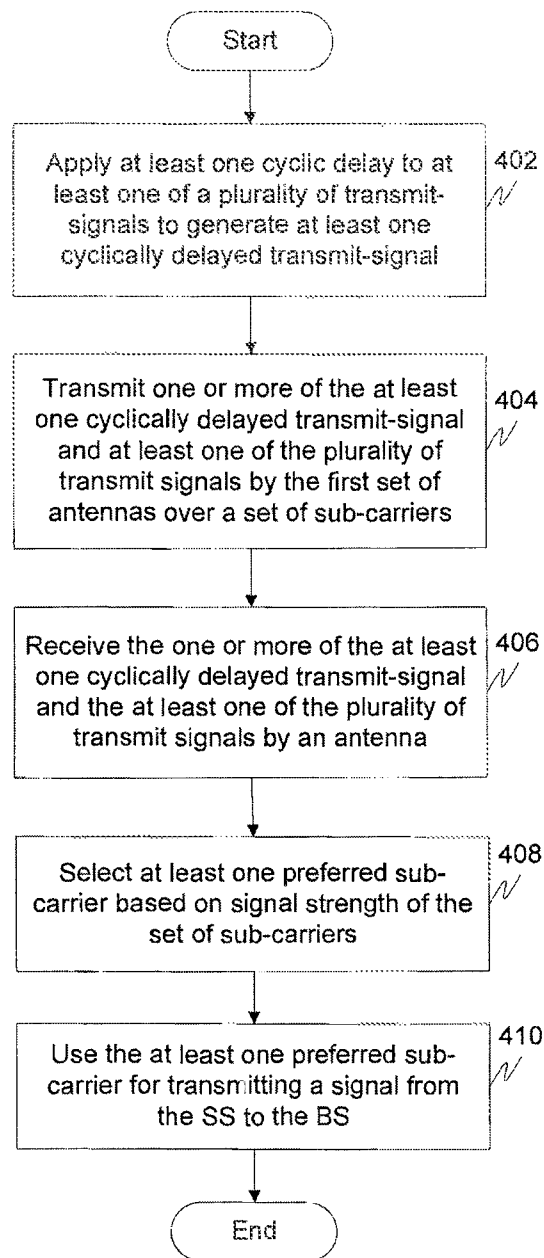 Start
Apply at least one cyclic delay to at
least one of a plurality of transmit-
signals to generate at least one
cyclically delayed transmit-signal
402
Transmit one or more of the at least
one cyclically delayed transmit-signal
and at least one of the plurality of
transmit signals by the first set of
antennas over a set of sub-carriers
404
Receive the one or more of the at least
one cyclically delayed transmit-signal
and the at least one of the plurality of
transmit signals by an antenna
406
Select at least one preferred sub-
carrier based on signal strength of the
set of sub-carriers
408
Use the at least one preferred sub-
carrier for transmitting a signal from
the SS to the BS
410
End